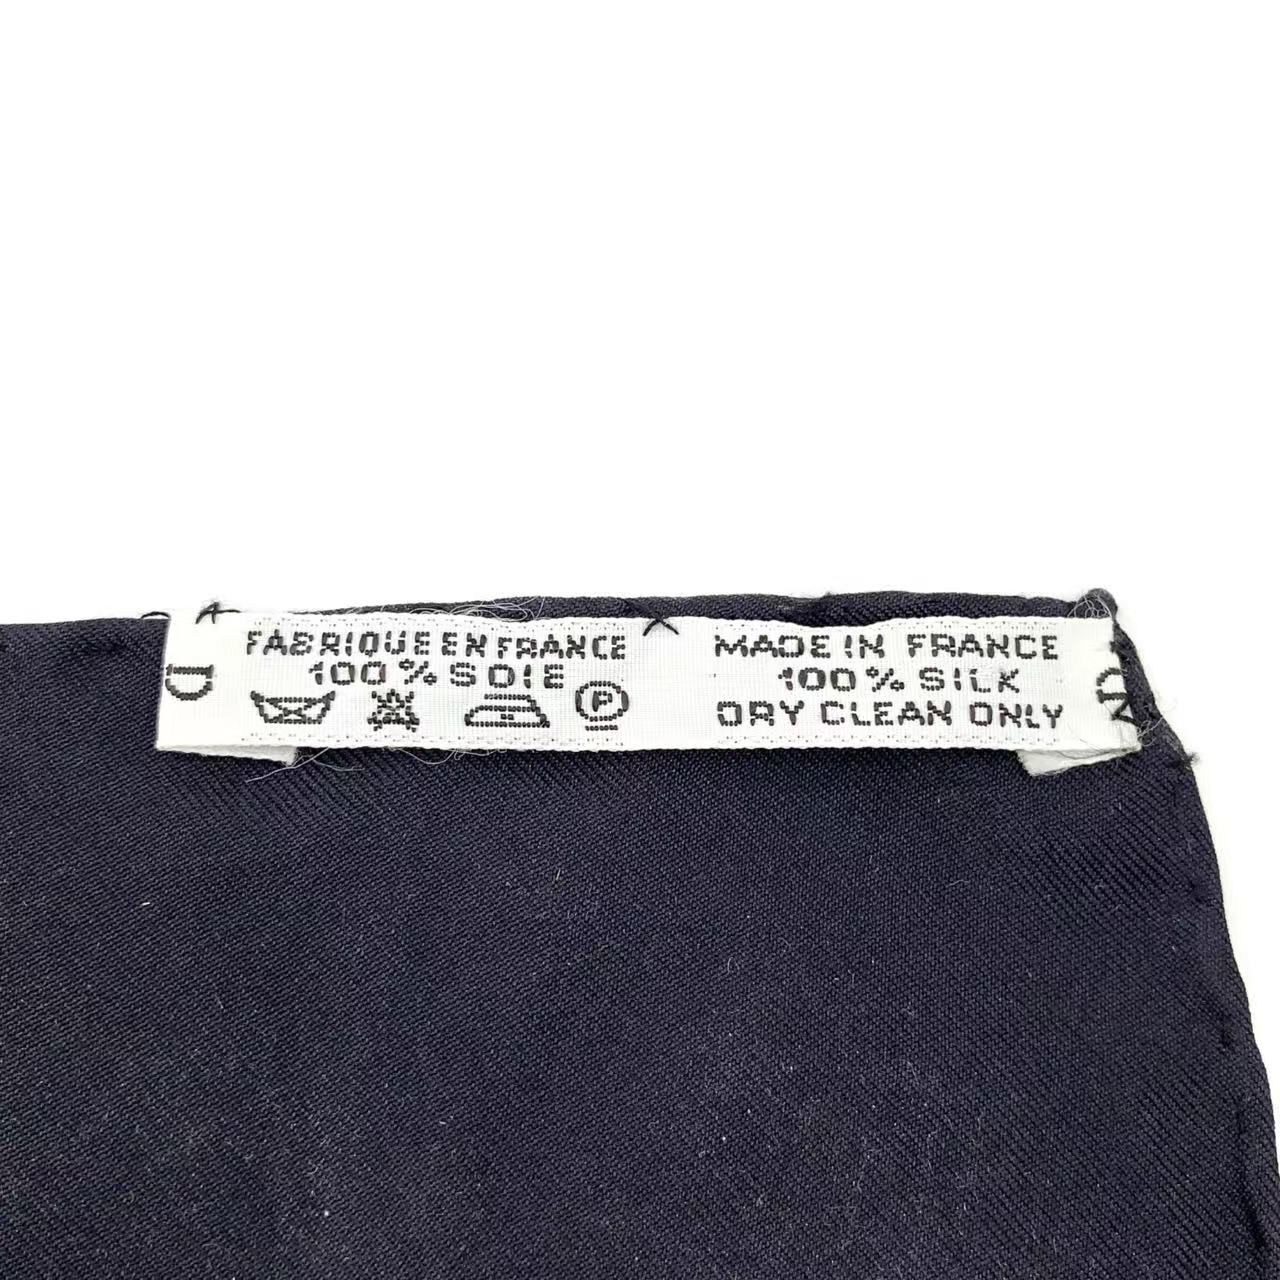 FABRIQUE EN FRANCE
100 % SOIE
P
MADE IN FRANCE
100 % SILK
DRY CLEAN ONLY
D